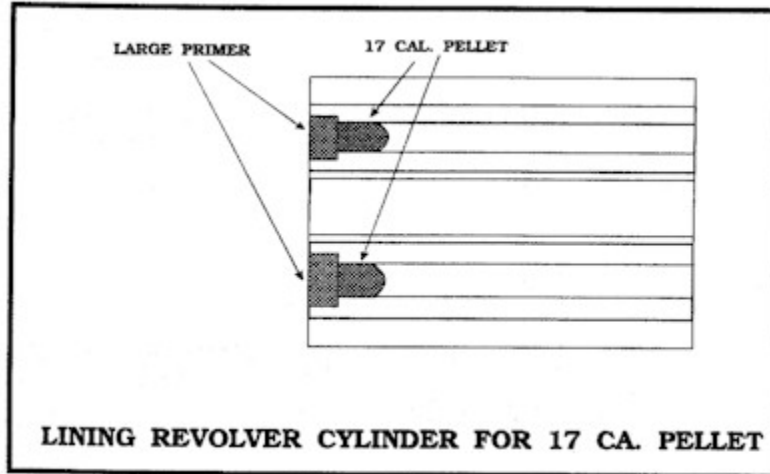 LARGE PRIMER
17 CAL. PELLET
LINING REVOLVER CYLINDER FOR 17 CA. PELLET